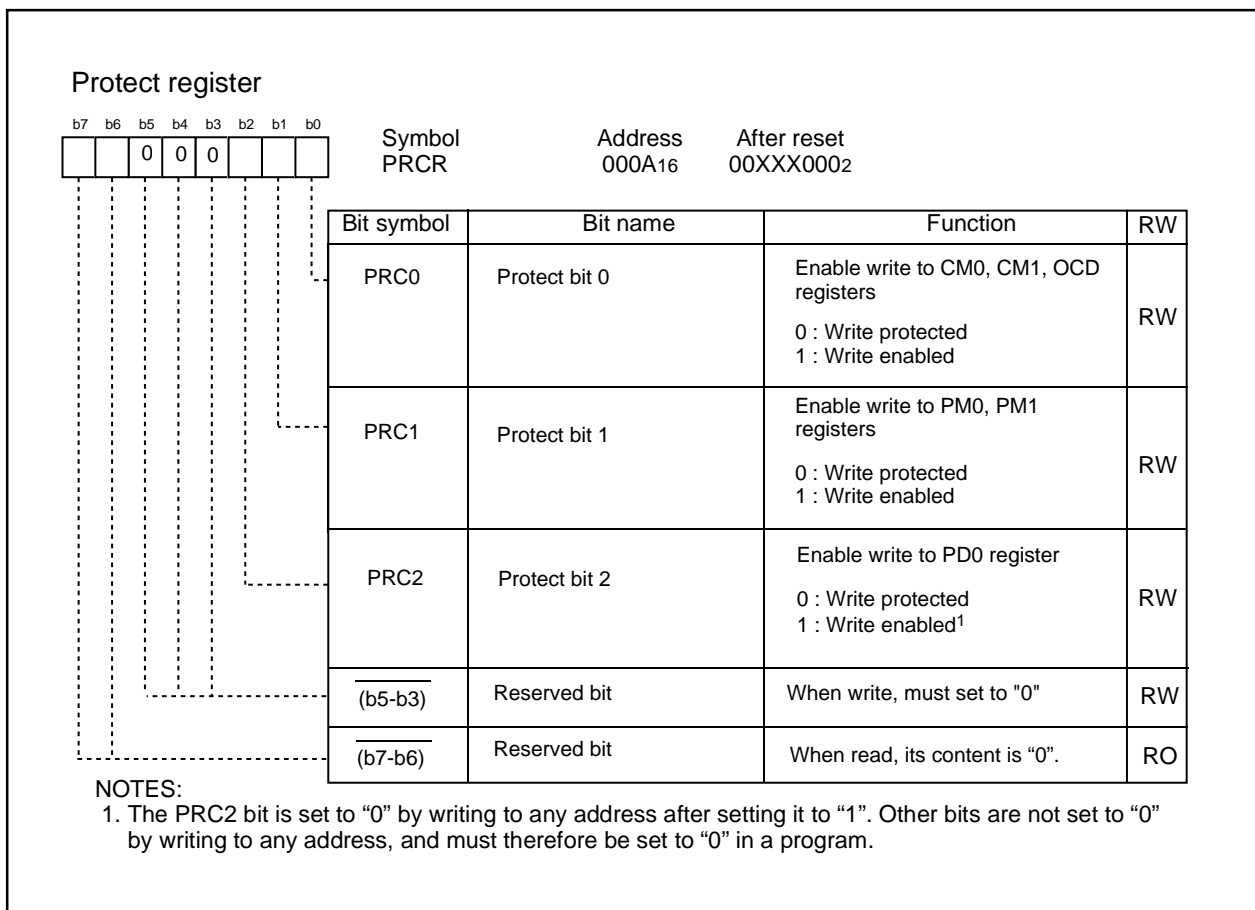 Protect register
b7 b6 b5 b4 b3 b2 b1 b0
0 0 0
Symbol Address After reset
PRCR 000A16 00XXX0002
Bit symbol Bit name Function RW
PRC0 Protect bit 0 Enable write to CM0, CM1, OCD
registers
0 : Write protected
1 : Write enabled
RW
PRC1 Protect bit 1 Enable write to PM0, PM1
registers
0 : Write protected
1 : Write enabled
RW
PRC2 Protect bit 2 Enable write to PD0 register
0 : Write protected
1 : Write enabled1
RW
(b5-b3) Reserved bit When write, must set to "0" RW
(b7-b6) Reserved bit When read, its content is “0”. RO
NOTES:
1. The PRC2 bit is set to “0” by writing to any address after setting it to “1”. Other bits are not set to “0”
by writing to any address, and must therefore be set to “0” in a program.